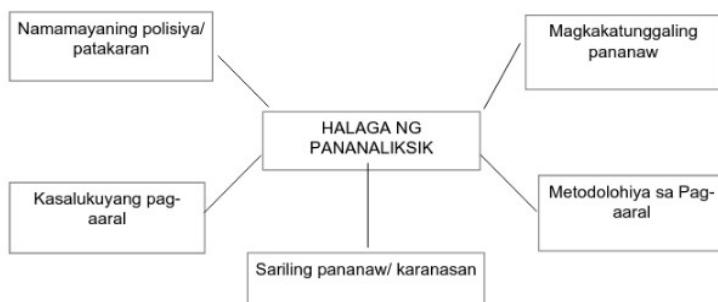 Namamayaning polisiya/
patakaran
Magkakatunggaling
pananaw
HALAGA NG
PANANALIKSIK
Kasalukuyang pag-
aaral
Metodolohiya sa Pag-
aaral
Sariling pananaw/ karanasan